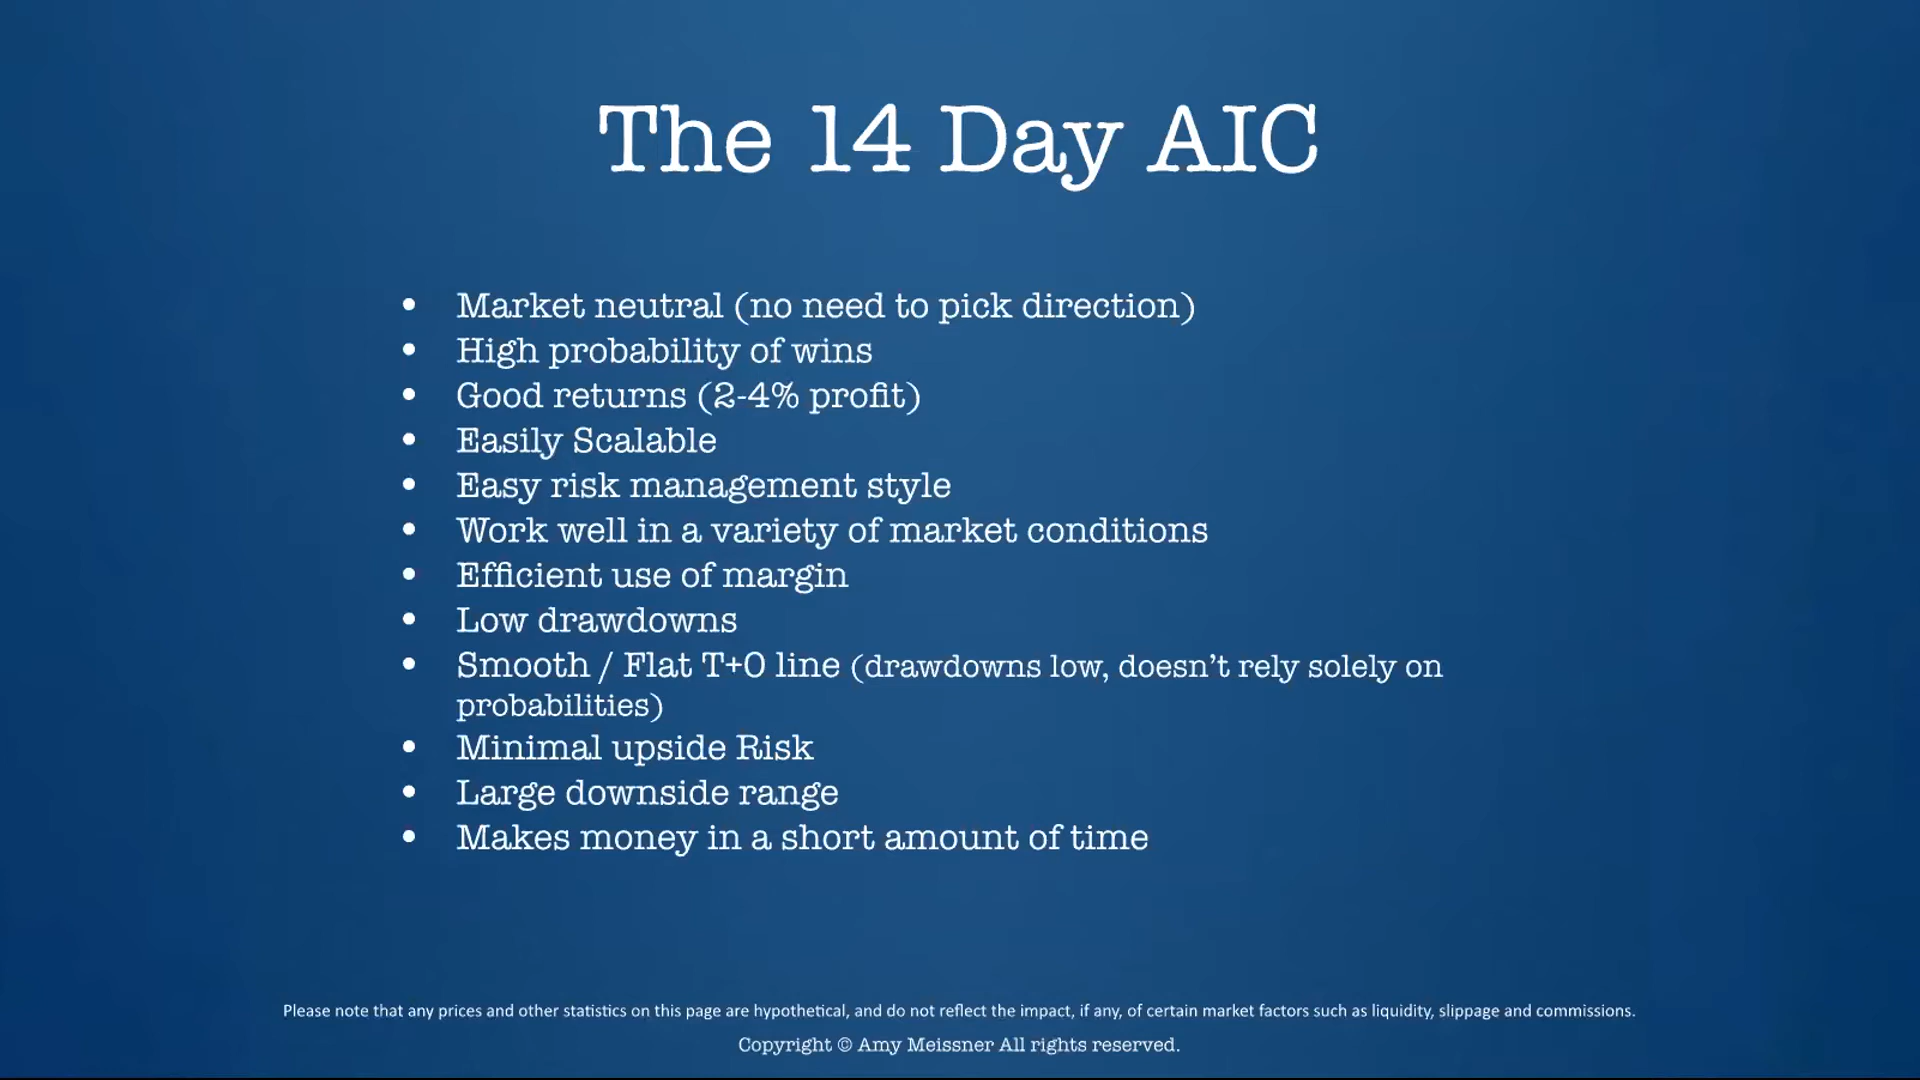 The 14 Day AIC
• Market neutral (no need to pick direction)
• High probability of wins
• Good returns (2-4% profit)
• Easily Scalable
• Easy risk management style
• Work well in a variety of market conditions
• Efficient use of margin
• Low drawdowns
• Smooth / Flat T+0 line (drawdowns low, doesn’t rely solely on
probabilities)
• Minimal upside Risk
• Large downside range
• Makes money in a short amount of time
Please note that any prices and other statistics on this page are hypothetical, and do not reflect the impact, if any, of certain market factors such as liquidity, slippage and commissions.
Copyright © Amy Meissner All rights reserved.